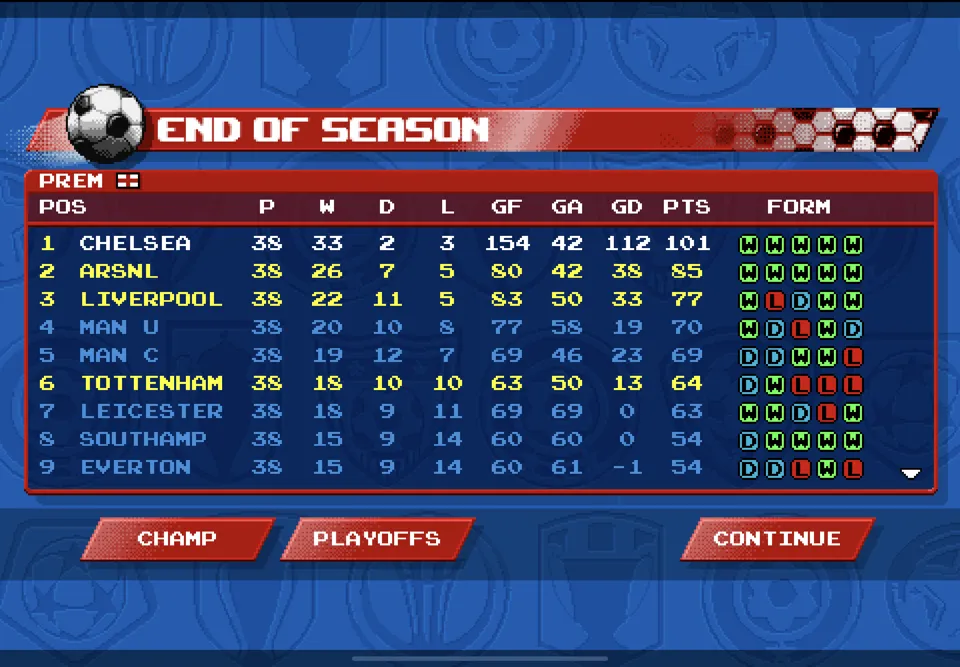 END OF SEASON
PREM
POS P W D L GF GA GD PTS FORM
1 CHELSEA 38 33 2 3 154 42 112 101 W W W W W
2 ARSNL 38 26 7 5 80 42 38 85 W W W W W
3 LIVERPOOL 38 22 11 5 83 50 33 77 W L D W W
4 MAN U 38 20 10 8 77 58 19 70 W D L W D
5 MAN C 38 19 12 7 69 46 23 69 D D W W L
6 TOTTENHAM 38 18 10 10 63 50 13 64 D W L L L
7 LEICESTER 38 18 9 11 69 69 0 63 W W D L W
8 SOUTHAMP 38 15 9 14 60 60 0 54 D W W W W
9 EVERTON 38 15 9 14 60 61 -1 54 D D L W L
CHAMP PLAYOFFS CONTINUE